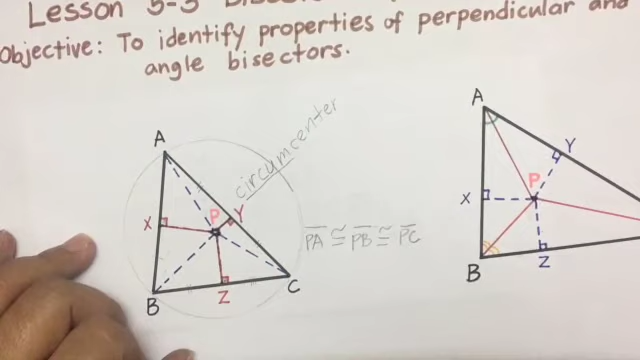 Lesson 5-3
Objective: To identify properties of perpendicular and
angle bisectors.
A
circumcenter
X
P
Y
B
Z
C
PA ≅ PB ≅ PC
A
Y
P
X
B
Z